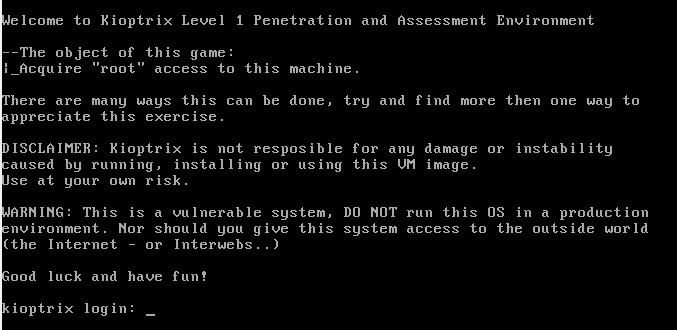 Welcome to Kioptrix Level 1 Penetration and Assessment Environment
--The object of this game:
|_Acquire "root" access to this machine.
There are many ways this can be done, try and find more then one way to
appreciate this exercise.
DISCLAIMER: Kioptrix is not resposible for any damage or instability
caused by running, installing or using this VM image.
Use at your own risk.
WARNING: This is a vulnerable system, DO NOT run this OS in a production
environment. Nor should you give this system access to the outside world
(the Internet - or Interwebs..)
Good luck and have fun!
kioptrix login: _